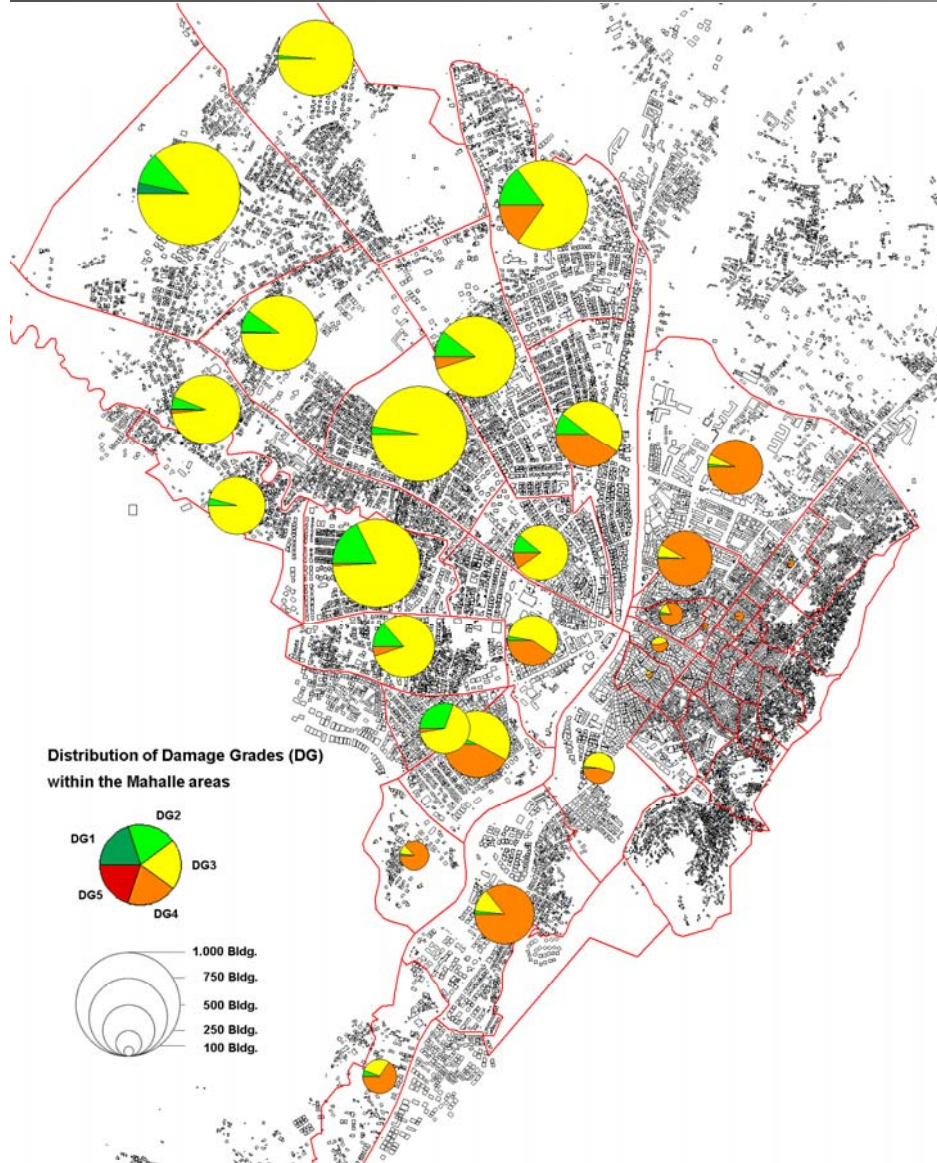 Distribution of Damage Grades (DG)
within the Mahalle areas
DG2
DG1
DG3
DG5
DG4
1.000 Bldg.
750 Bldg.
500 Bldg.
250 Bldg.
100 Bldg.